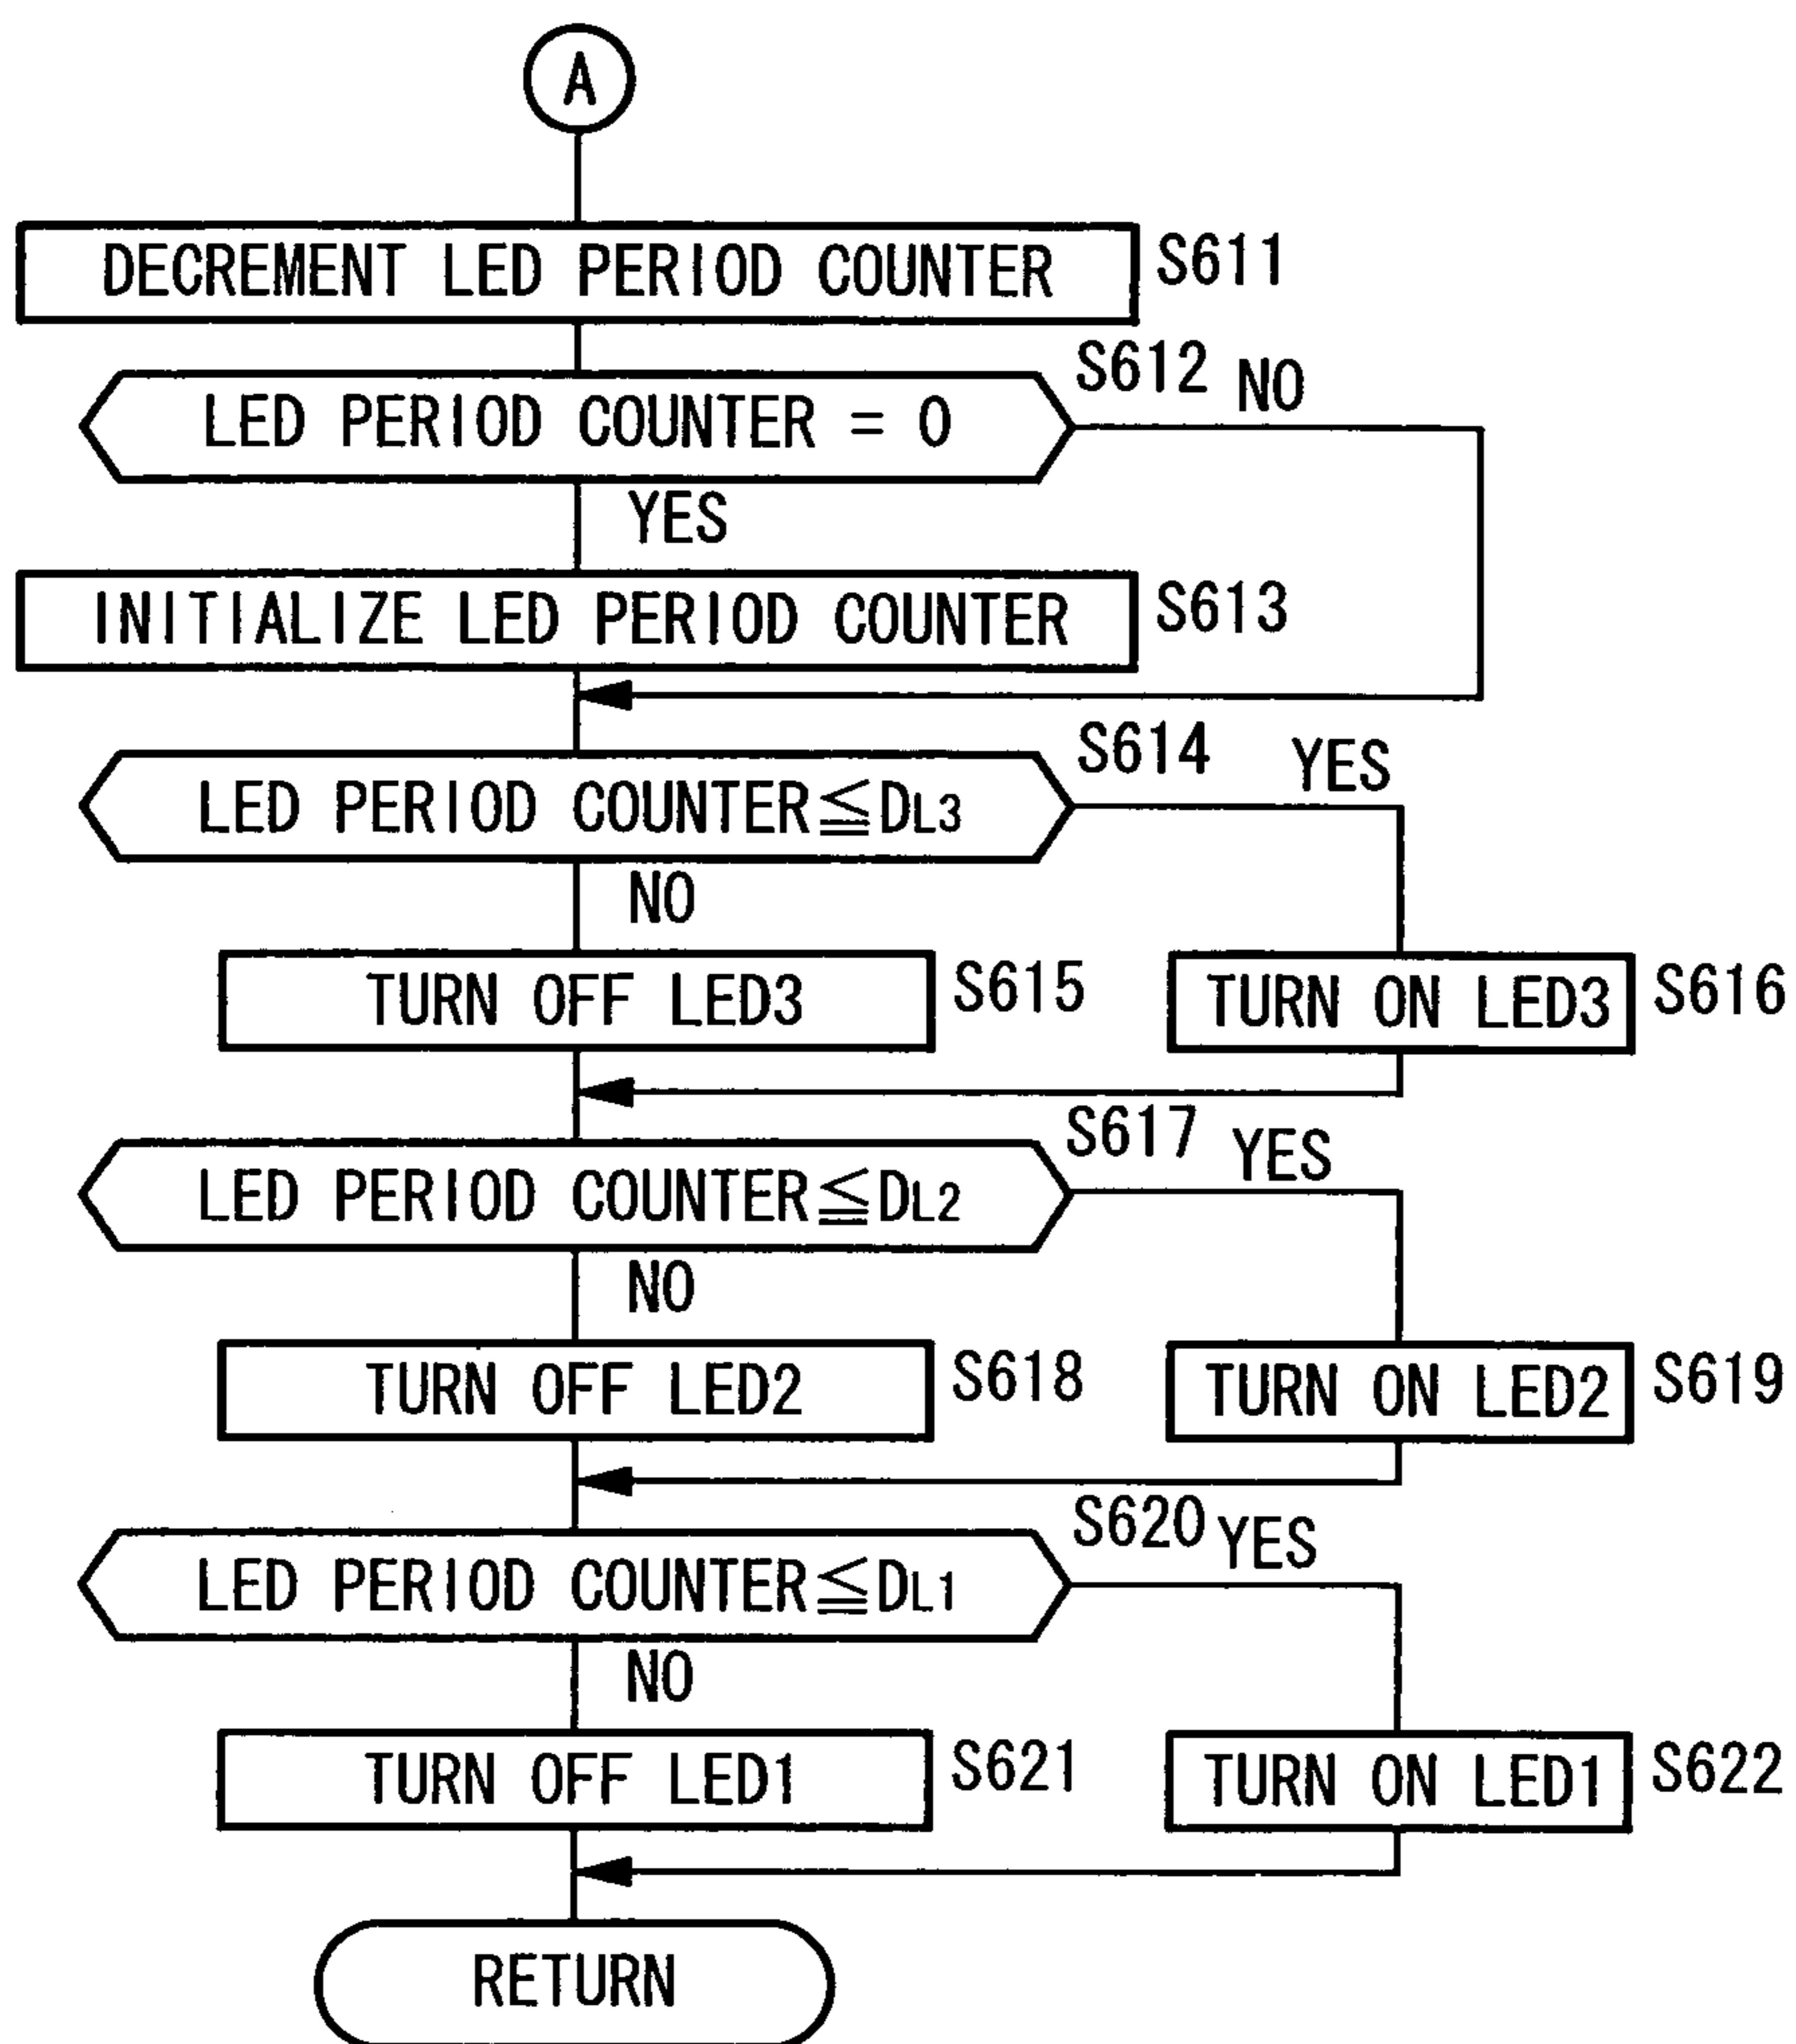 A
DECREMENT LED PERIOD COUNTER
S611
LED PERIOD COUNTER = 0
S612
NO
YES
INITIALIZE LED PERIOD COUNTER
S613
LED PERIOD COUNTER≦DL3
S614
YES
NO
TURN OFF LED3
S615
TURN ON LED3
S616
LED PERIOD COUNTER≦DL2
S617
YES
NO
TURN OFF LED2
S618
TURN ON LED2
S619
LED PERIOD COUNTER≦DL1
S620
YES
NO
TURN OFF LED1
S621
TURN ON LED1
S622
RETURN